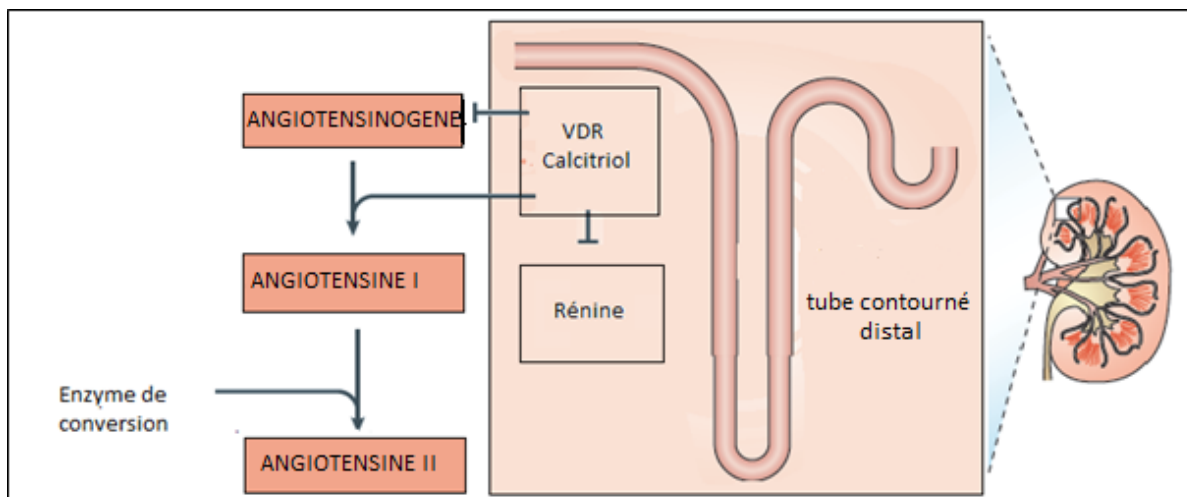 ANGIOTENSINOGENE
VDR
Calcitriol
ANGIOTENSINE I
Rénine
tube contourné
distal
Enzyme de
conversion
ANGIOTENSINE II